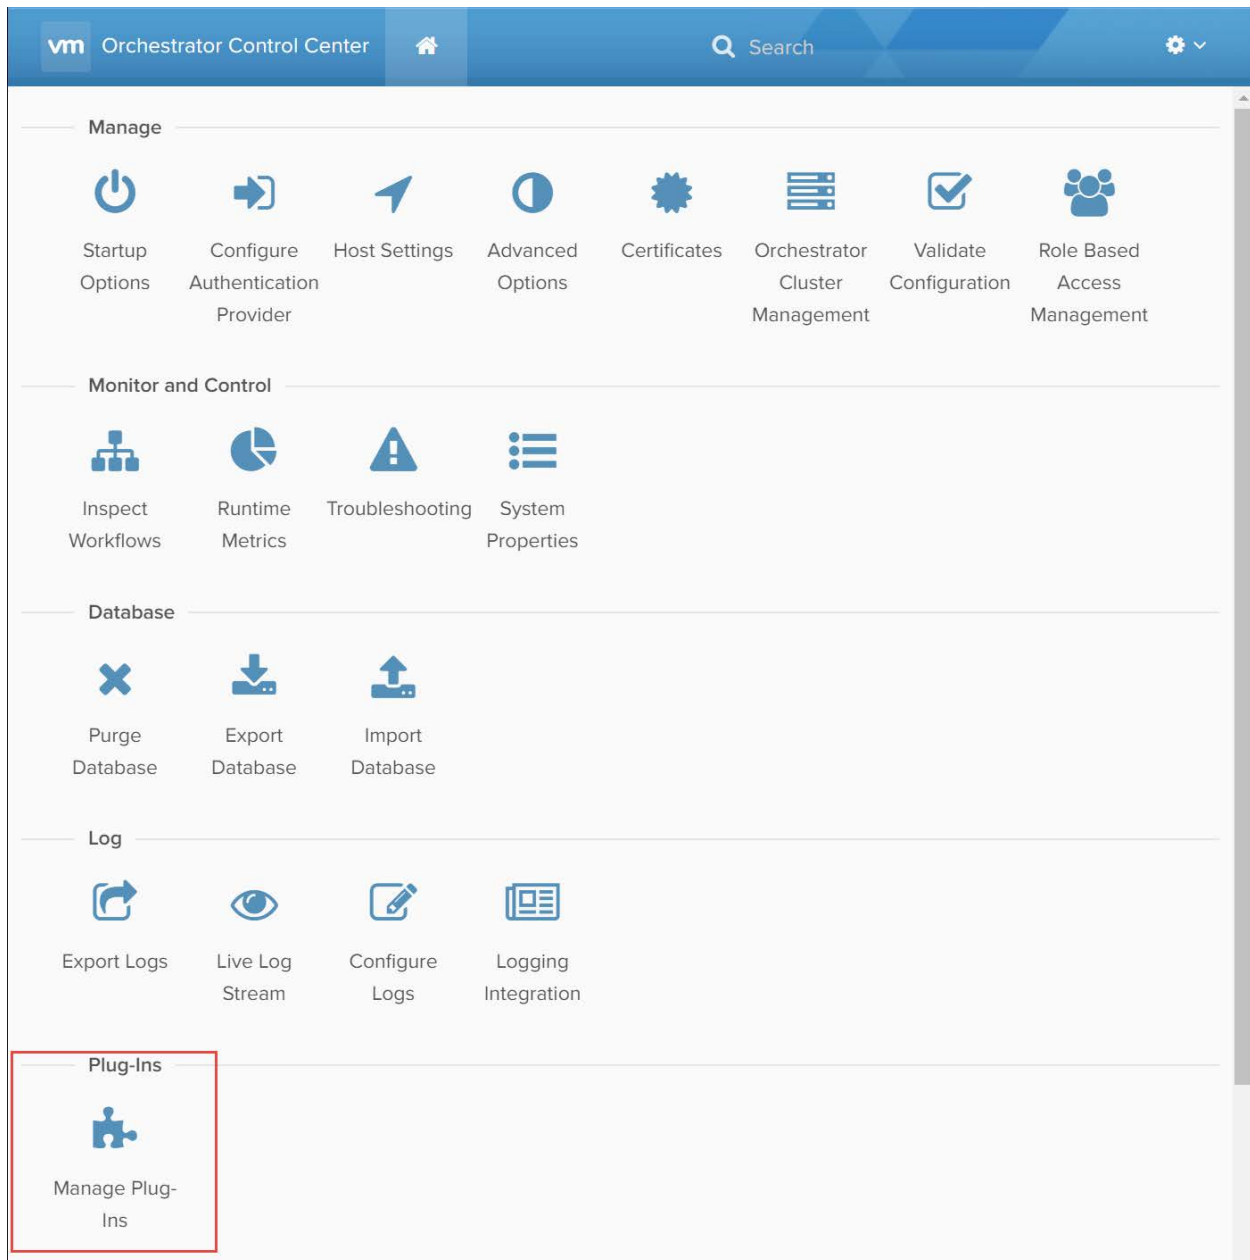 vm Orchestrator Control Center Search
Manage
Startup Configure Host Settings Advanced Certificates Orchestrator Validate Role Based
Options Authentication Options Cluster Configuration Access
Provider Management Management
Monitor and Control
Inspect Runtime Troubleshooting System
Workflows Metrics Properties
Database
Purge Export Import
Database Database Database
Log
Export Logs Live Log Configure Logging
Stream Logs Integration
Plug-Ins
Manage Plug-
Ins